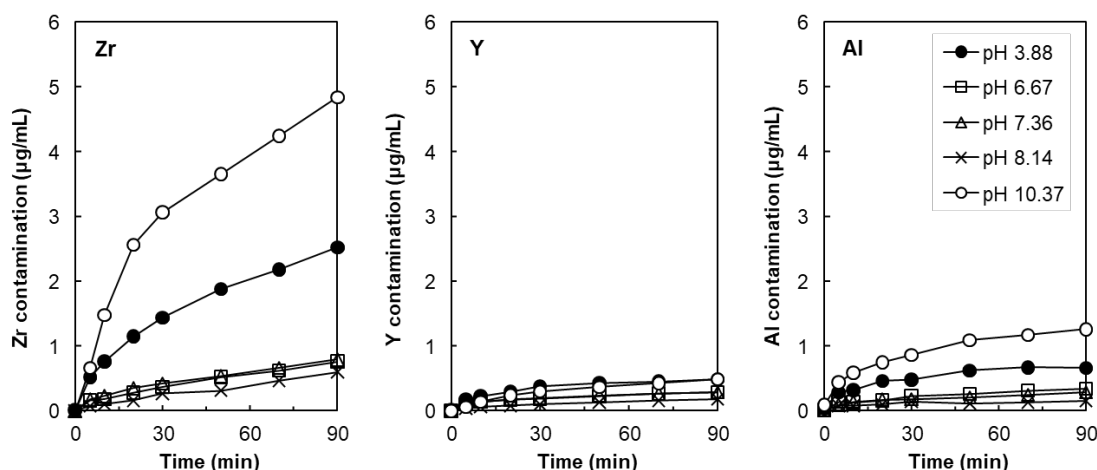 Zr
Zr contamination (µg/mL)
6
5
4
3
2
1
0
0
30
60
90
Time (min)
Y
Y contamination (µg/mL)
6
5
4
3
2
1
0
0
30
60
90
Time (min)
Al
Al contamination (µg/mL)
6
5
4
3
2
1
0
0
30
60
90
Time (min)
pH 3.88
pH 6.67
pH 7.36
pH 8.14
pH 10.37